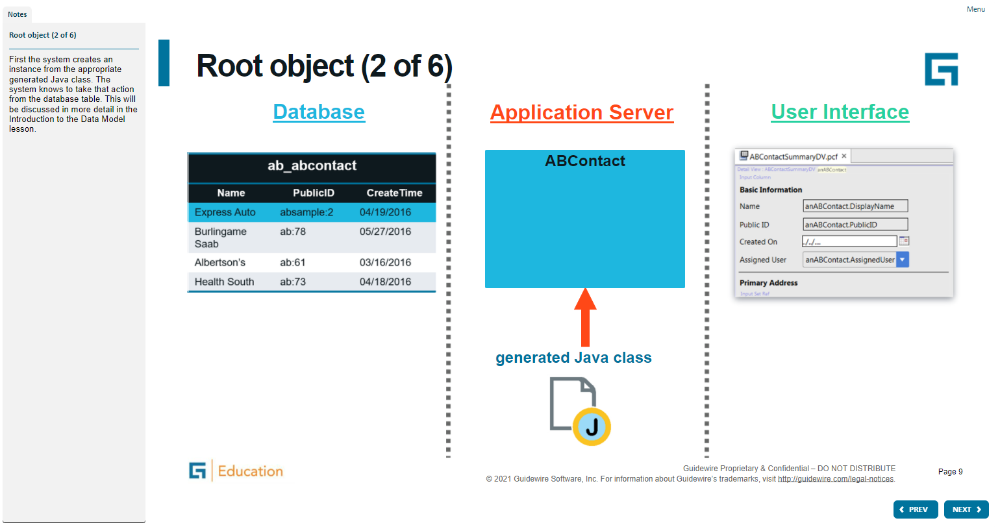 Notes
Menu
Root object (2 of 6)
First the system creates an
instance from the appropriate
generated Java class. The
system knows to take that action
from the database table. This will
be discussed in more detail in the
Introduction to the Data Model
lesson.
Root object (2 of 6)
Database
ab_abcontact
Name PublicID CreateTime
Express Auto absample:2 04/19/2016
Burlingame
Saab ab:78 05/27/2016
Albertson's ab:61 03/16/2016
Health South ab:73 04/18/2016
Application Server
ABContact
generated Java class
J
User Interface
ABContactSummaryDV.pcf ×
Detail View : ABContactSummaryDV anABContact
Input Column
Basic Information
Name anABContact.DisplayName
Public ID anABContact.PublicID
Created On ../../....
Assigned User anABContact.AssignedUser
Primary Address
Input Set Ref
Education
Guidewire Proprietary & Confidential – DO NOT DISTRIBUTE
© 2021 Guidewire Software, Inc. For information about Guidewire's trademarks, visit http://guidewire.com/legal-notices.
Page 9
PREV
NEXT